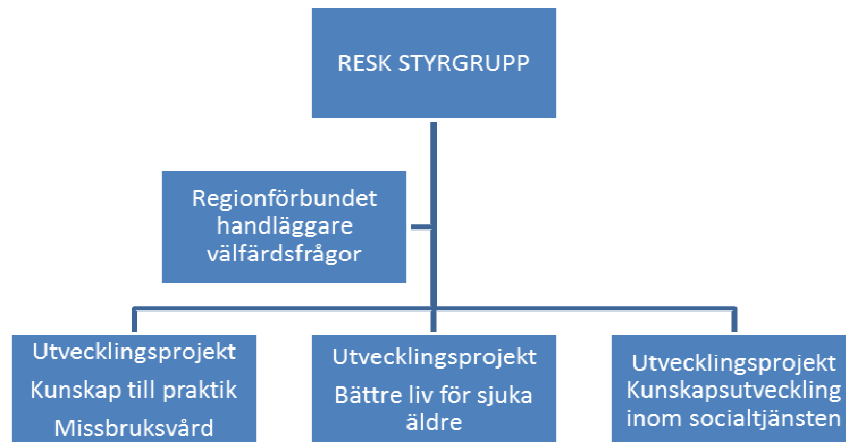 RESK STYRGRUPP
Regionförbundet
handläggare
välfärdsfrågor
Utvecklingsprojekt
Kunskap till praktik
Missbruksvård
Utvecklingsprojekt
Bättre liv för sjuka
äldre
Utvecklingsprojekt
Kunskapsutveckling
inom socialtjänsten